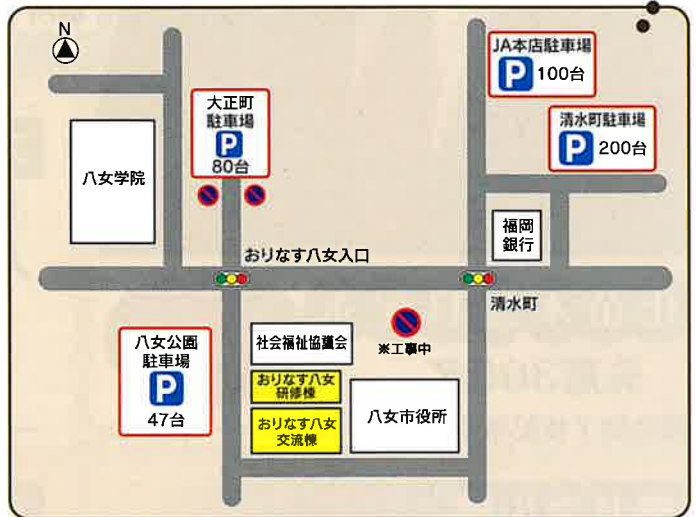 N
JA本店駐車場
P 100台
大正町
駐車場
P
80台
清水町駐車場
P 200台
八女学院
福岡
銀行
おりなす八女入口
清水町
八女公園
駐車場
P
47台
社会福祉協議会
※工事中
おりなす八女
研修棟
おりなす八女
交流棟
八女市役所